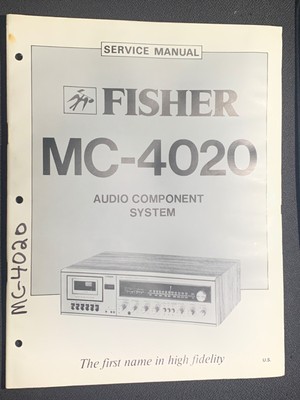 SERVICE MANUAL
FISHER
MC-4020
AUDIO COMPONENT
SYSTEM
MC-4020
The first name in high fidelity